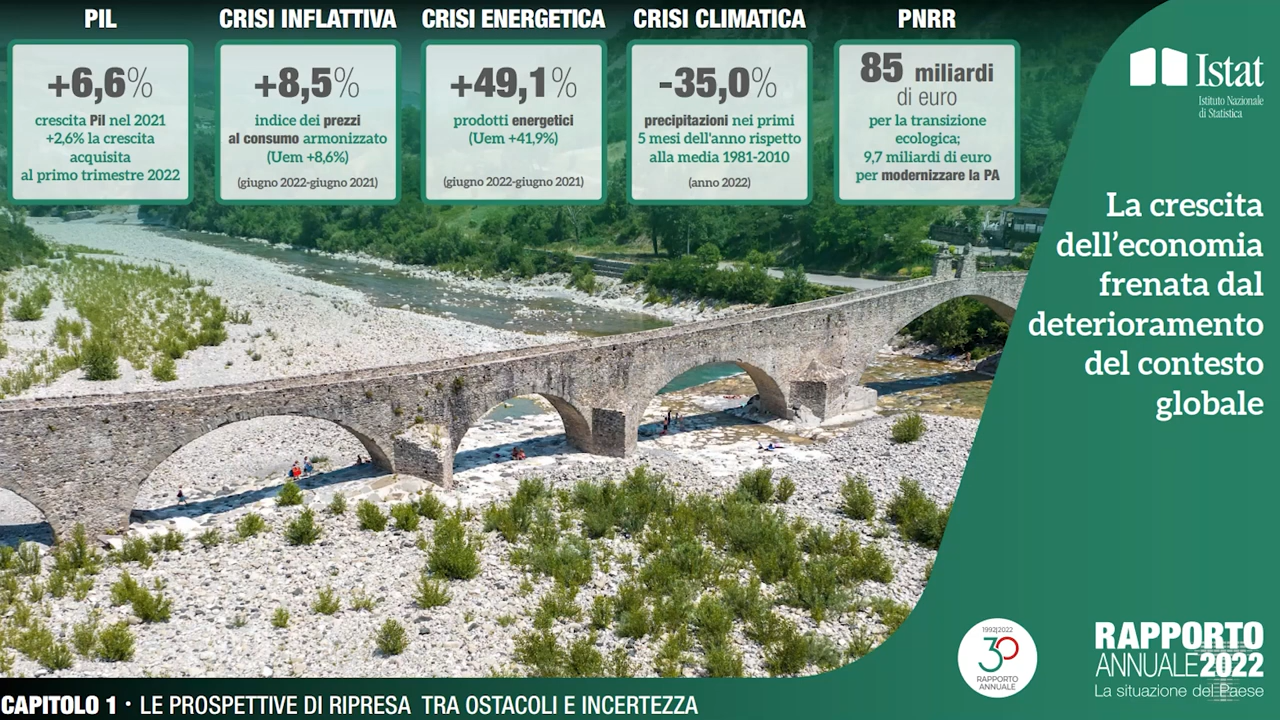 PIL
+6,6%
crescita Pil nel 2021
+2,6% la crescita
acquisita
al primo trimestre 2022
CRISI INFLATTIVA
+8,5%
indice dei prezzi
al consumo armonizzato
(Uem +8,6%)
(giugno 2022-giugno 2021)
CRISI ENERGETICA
+49,1%
prodotti energetici
(Uem +41,9%)
(giugno 2022-giugno 2021)
CRISI CLIMATICA
-35,0%
precipitazioni nei primi
5 mesi dell'anno rispetto
alla media 1981-2010
(anno 2022)
PNRR
85 miliardi
di euro
per la transizione
ecologica;
9,7 miliardi di euro
per modernizzare la PA
Istat
Istituto Nazionale
di Statistica
La crescita
dell'economia
frenata dal
deterioramento
del contesto
globale
1992|2022
30
RAPPORTO
ANNUALE
RAPPORTO
ANNUALE2022
La situazione del Paese
CAPITOLO 1 · LE PROSPETTIVE DI RIPRESA TRA OSTACOLI E INCERTEZZA